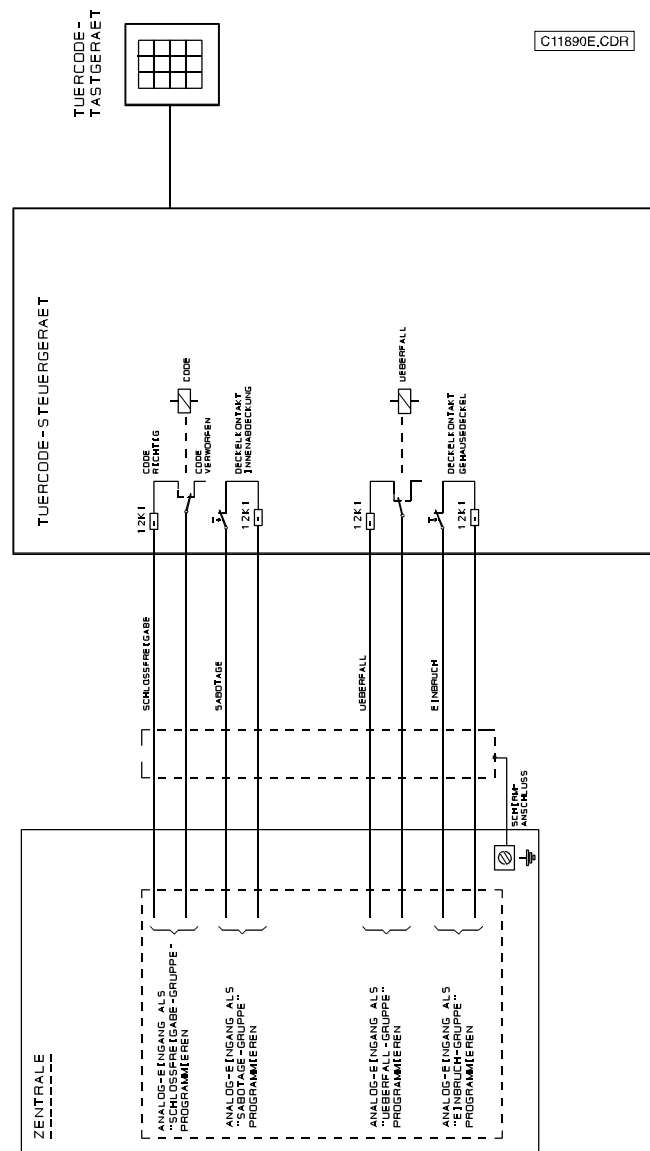 C11890E.CDR
TUERCODE-
TASTGERAET
TUERCODE-STEUERGERAET
12K1
CODE
RICHTIG
CODE
VERWORFEN
CODE
12K1
DECKELKONTAKT
INNENABDECKUNG
12K1
UEBERFALL
12K1
DECKELKONTAKT
GEHAUSEDECKEL
SCHLOSSFREIGABE
SABOTAGE
UEBERFALL
EINBRUCH
SCHIRM-
ANSCHLUSS
ZENTRALE
ANALOG-EINGANG ALS
"SCHLOSSFREIGABE-GRUPPE"
PROGRAMMIEREN
ANALOG-EINGANG ALS
"SABOTAGE-GRUPPE"
PROGRAMMIEREN
ANALOG-EINGANG ALS
"UEBERFALL-GRUPPE"
PROGRAMMIEREN
ANALOG-EINGANG ALS
"EINBRUCH-GRUPPE"
PROGRAMMIEREN